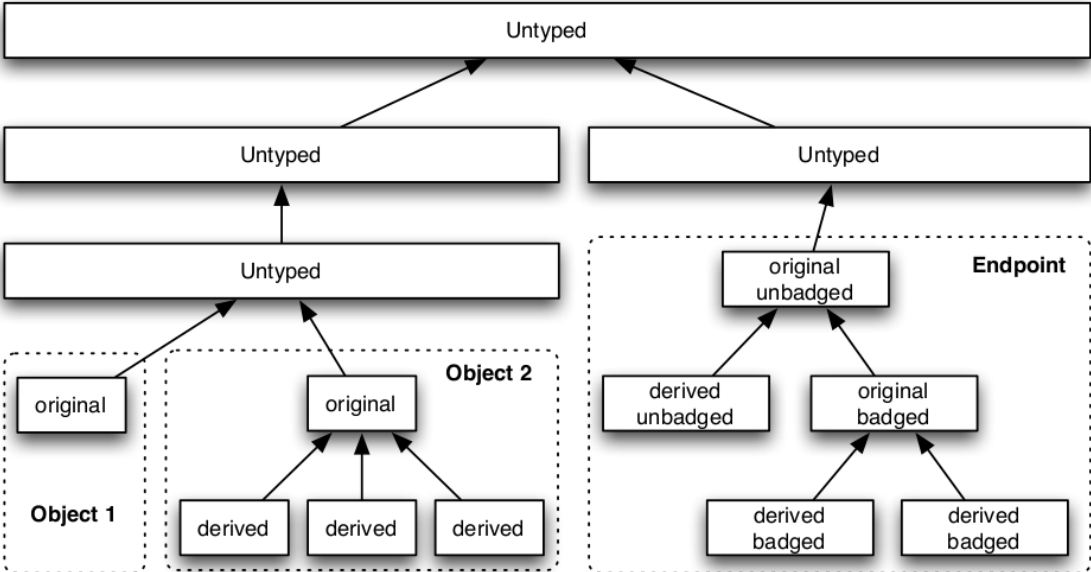 Untyped
Untyped
Untyped
Untyped
original
unbadged
Endpoint
Object 2
original
original
derived
unbadged
original
badged
Object 1
derived
derived
derived
derived
badged
derived
badged